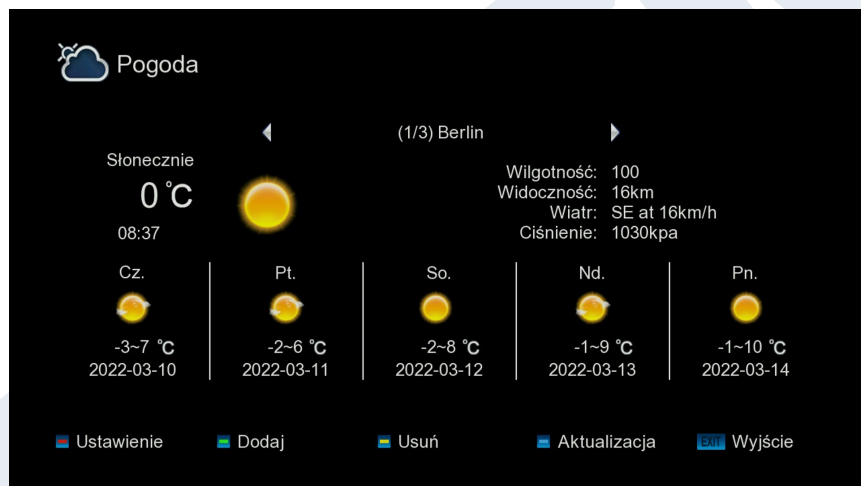 Pogoda
(1/3) Berlin
Słonecznie
0 °C
08:37
Wilgotność: 100
Widoczność: 16km
Wiatr: SE at 16km/h
Ciśnienie: 1030kpa
Cz. Pt. So. Nd. Pn.
-3~7 °C -2~6 °C -2~8 °C -1~9 °C -1~10 °C
2022-03-10 2022-03-11 2022-03-12 2022-03-13 2022-03-14
Ustawienie Dodaj Usuń Aktualizacja EXIT Wyjście